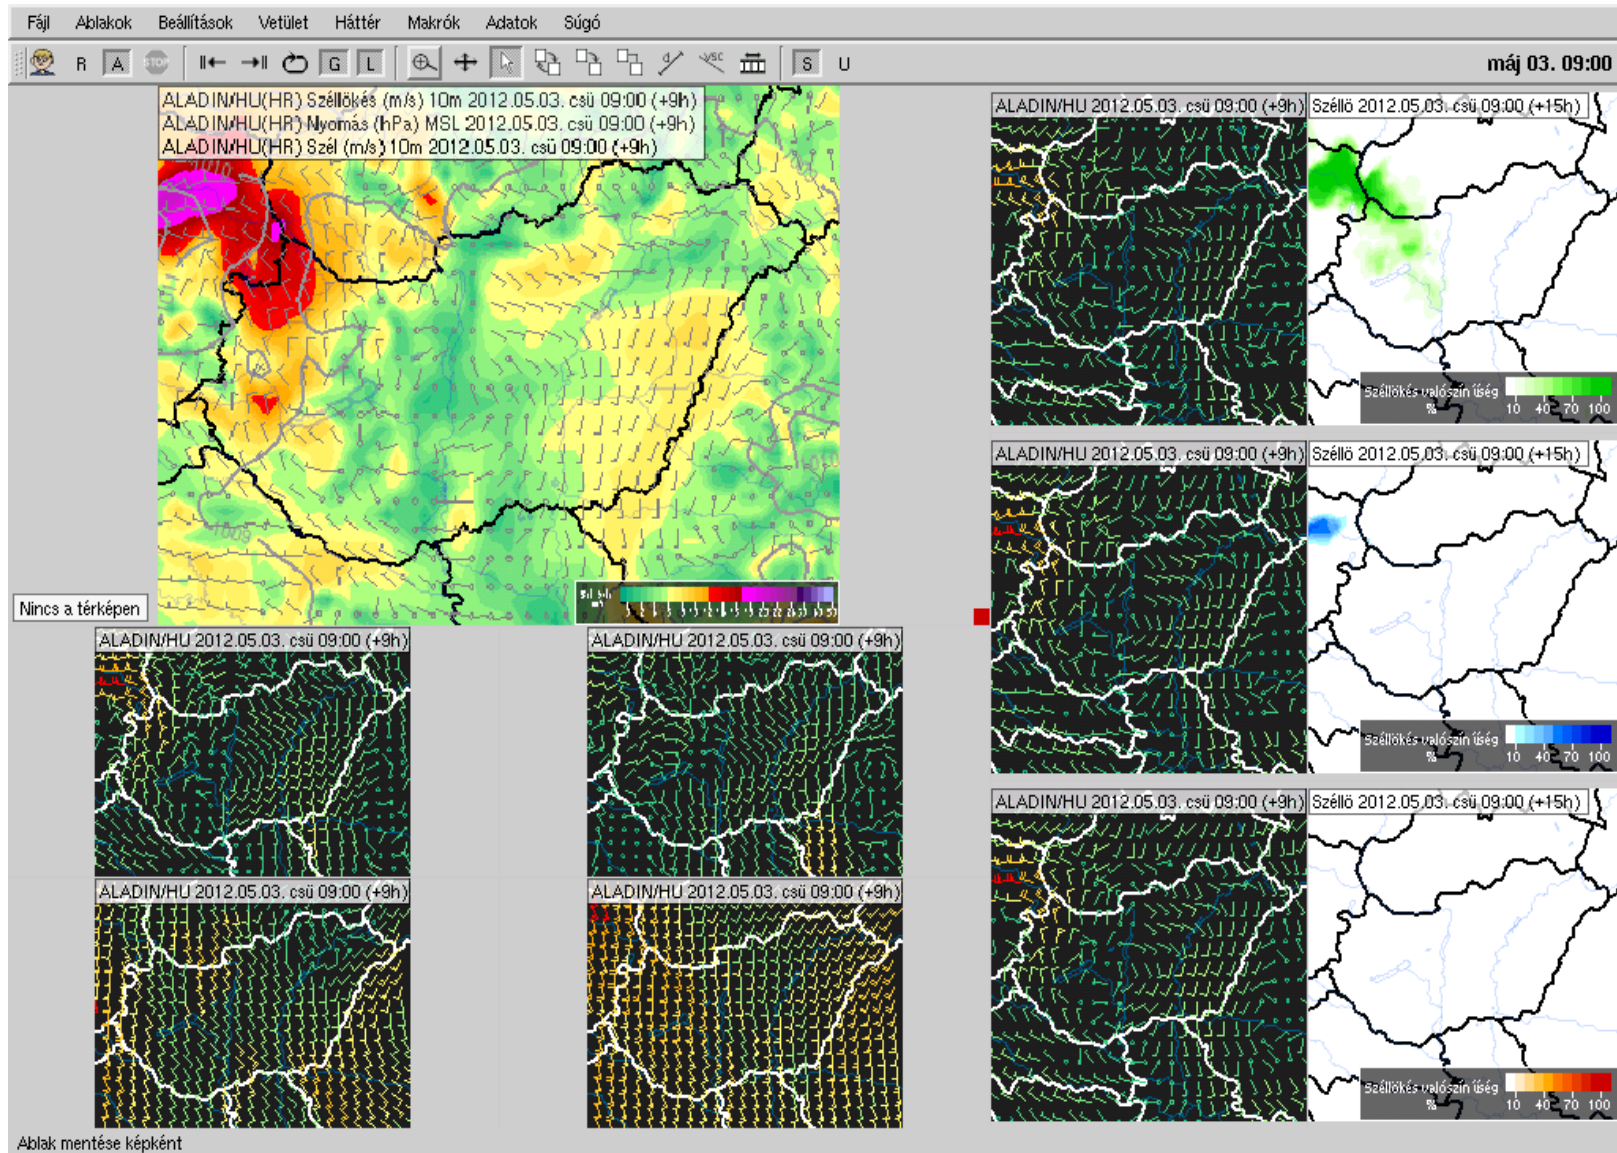 Fájl Ablakok Beállítások Vetület Háttér Makrók Adatok Súgó
R A STOP G L VSC S U máj 03. 09:00
ALADIN/HU(HR) Széllökés (m/s) 10m 2012.05.03. csü 09:00 (+9h)
ALADIN/HU(HR) Nyomás (hPa) MSL 2012.05.03. csü 09:00 (+9h)
ALADIN/HU(HR) Szél (m/s) 10m 2012.05.03. csü 09:00 (+9h)
ALADIN/HU 2012.05.03. csü 09:00 (+9h)
Széllö 2012.05.03. csü 09:00 (+15h)
Széllökés valószínűség
%
10 40 70 100
ALADIN/HU 2012.05.03. csü 09:00 (+9h)
Széllö 2012.05.03. csü 09:00 (+15h)
Széllökés valószínűség
%
10 40 70 100
1009
Nincs a térképen
ALADIN/HU 2012.05.03. csü 09:00 (+9h)
ALADIN/HU 2012.05.03. csü 09:00 (+9h)
ALADIN/HU 2012.05.03. csü 09:00 (+9h)
Széllö 2012.05.03. csü 09:00 (+15h)
Széllökés valószínűség
%
10 40 70 100
ALADIN/HU 2012.05.03. csü 09:00 (+9h)
ALADIN/HU 2012.05.03. csü 09:00 (+9h)
Ablak mentése képként